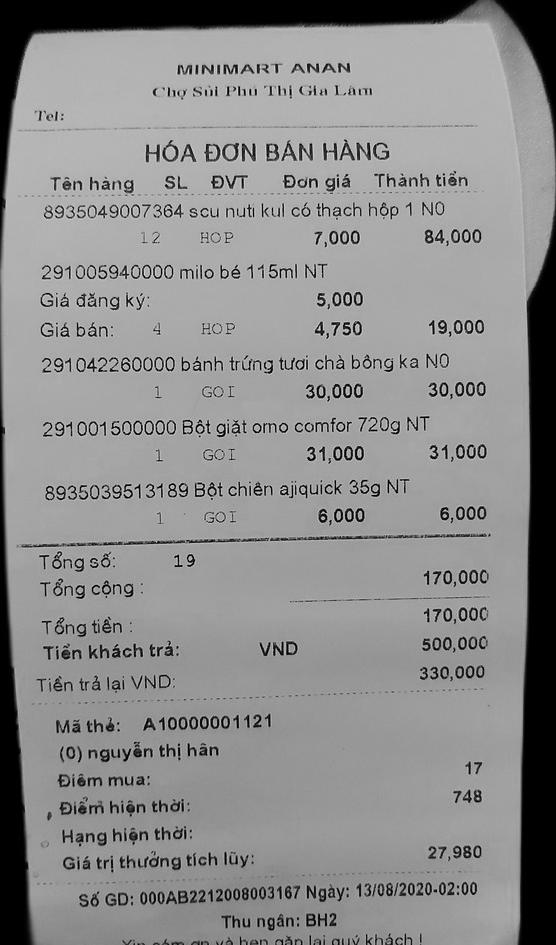 MINIMART ANAN
Chợ Sủi Phú Thị Gia Lâm
Tel:
HÓA ĐƠN BÁN HÀNG
Tên hàng SL ĐVT Đơn giá Thành tiền
8935049007364 scu nuti kul có thạch hộp 1 N0
12 HOP 7,000 84,000
291005940000 milo bé 115ml NT
Giá đăng ký: 5,000
Giá bán: 4 HOP 4,750 19,000
291042260000 bánh trứng tươi chà bông ka N0
1 GOI 30,000 30,000
291001500000 Bột giặt omo comfor 720g NT
1 GOI 31,000 31,000
8935039513189 Bột chiên ajiquick 35g NT
1 GOI 6,000 6,000
Tổng số: 19
Tổng cộng : 170,000
Tổng tiền : 170,000
Tiền khách trả: VND 500,000
Tiền trả lại VND: 330,000
Mã thẻ: A10000001121
(0) nguyễn thị hân
Điểm mua: 17
Điểm hiện thời: 748
Hạng hiện thời:
Giá trị thưởng tích lũy: 27,980
Số GD: 000AB2212008003167 Ngày: 13/08/2020-02:00
Thu ngân: BH2
Xin cám ơn và hẹn gặp lại quý khách !